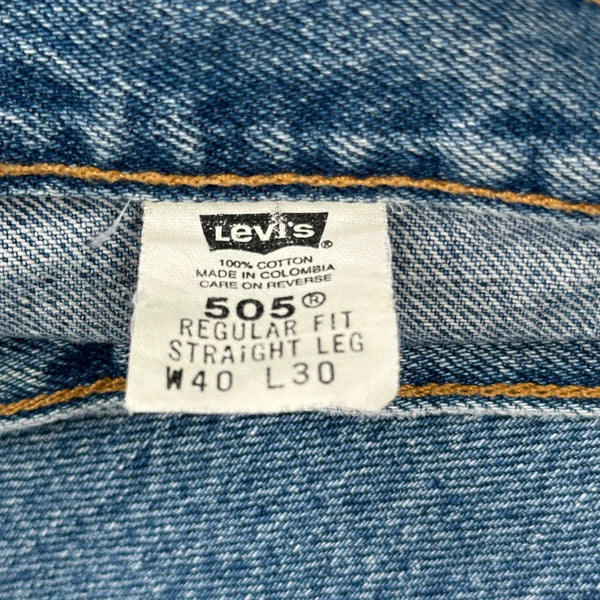 Levi's ®
100% COTTON
MADE IN COLOMBIA
CARE ON REVERSE
505®
REGULAR FIT
STRAiGHT LEG
W40 L30